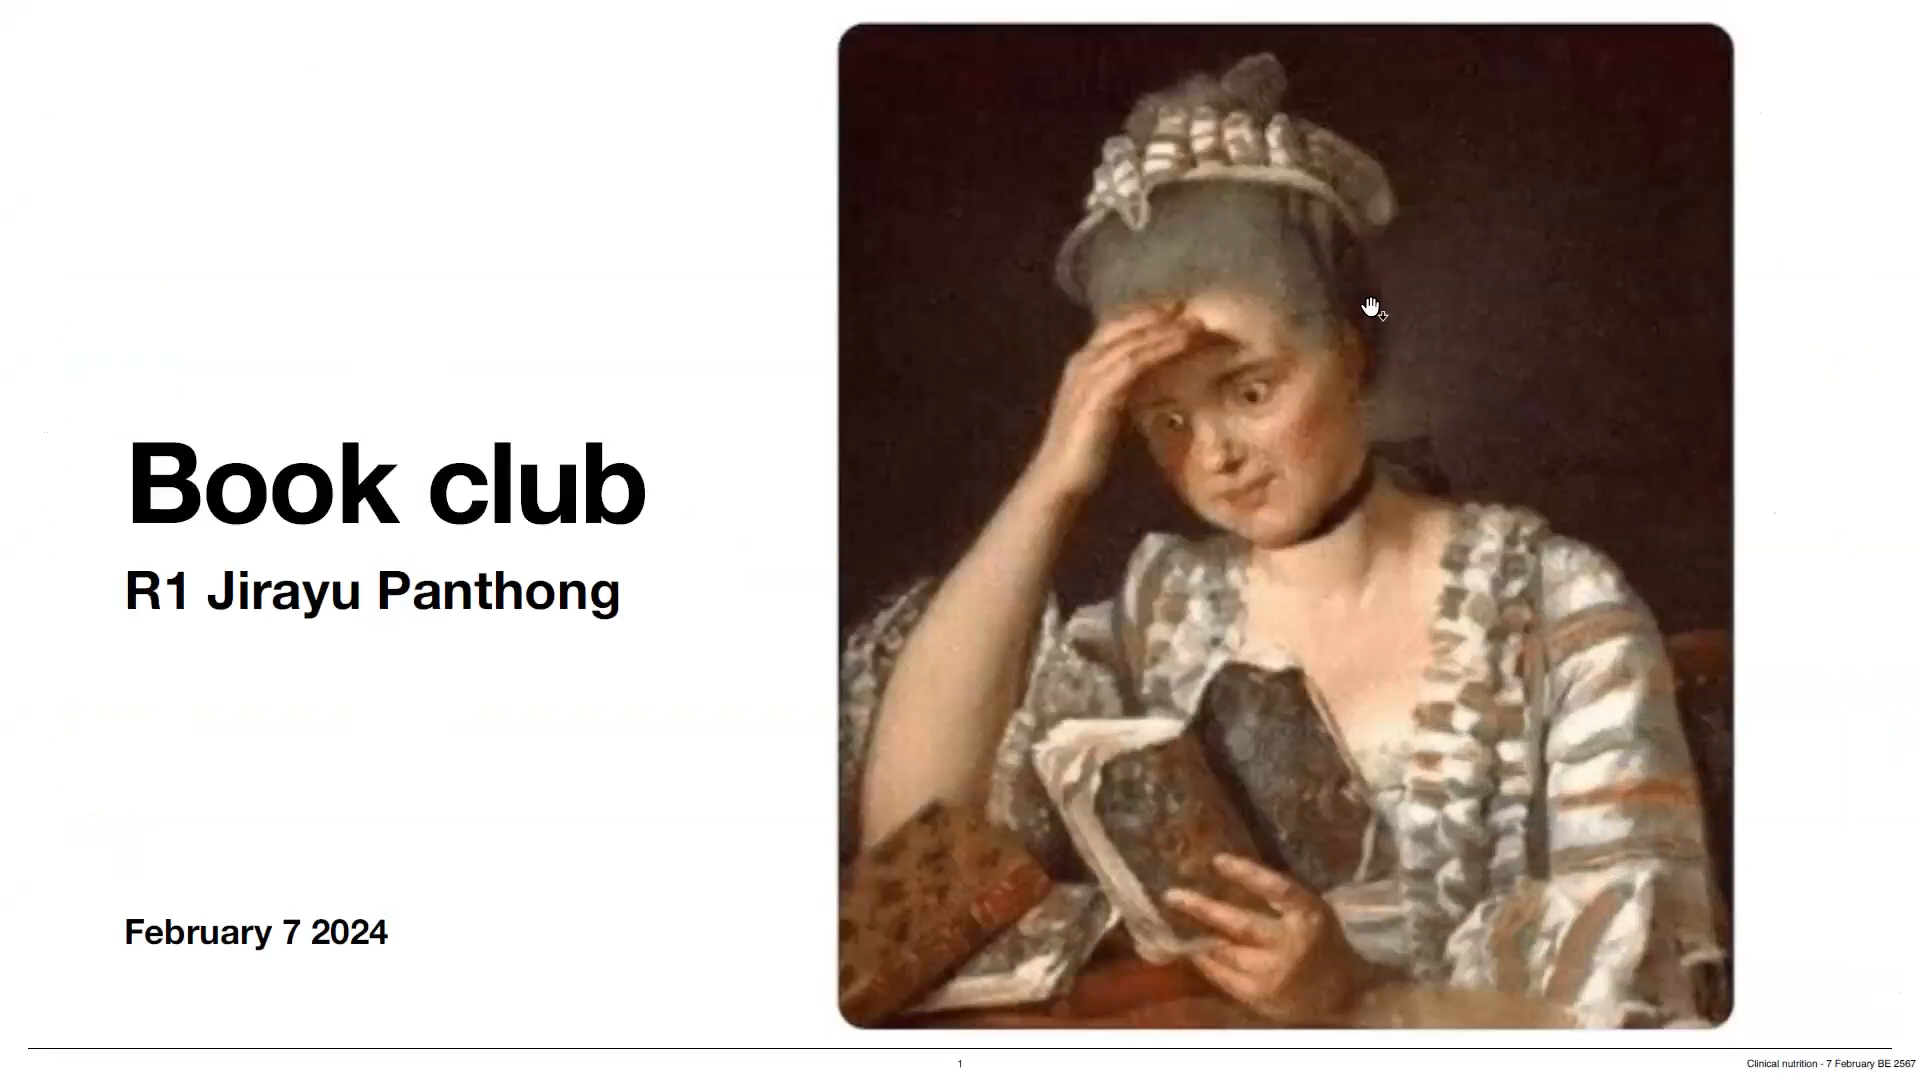 Book club
R1 Jirayu Panthong
February 7 2024
1
Clinical nutrition - 7 February BE 2567